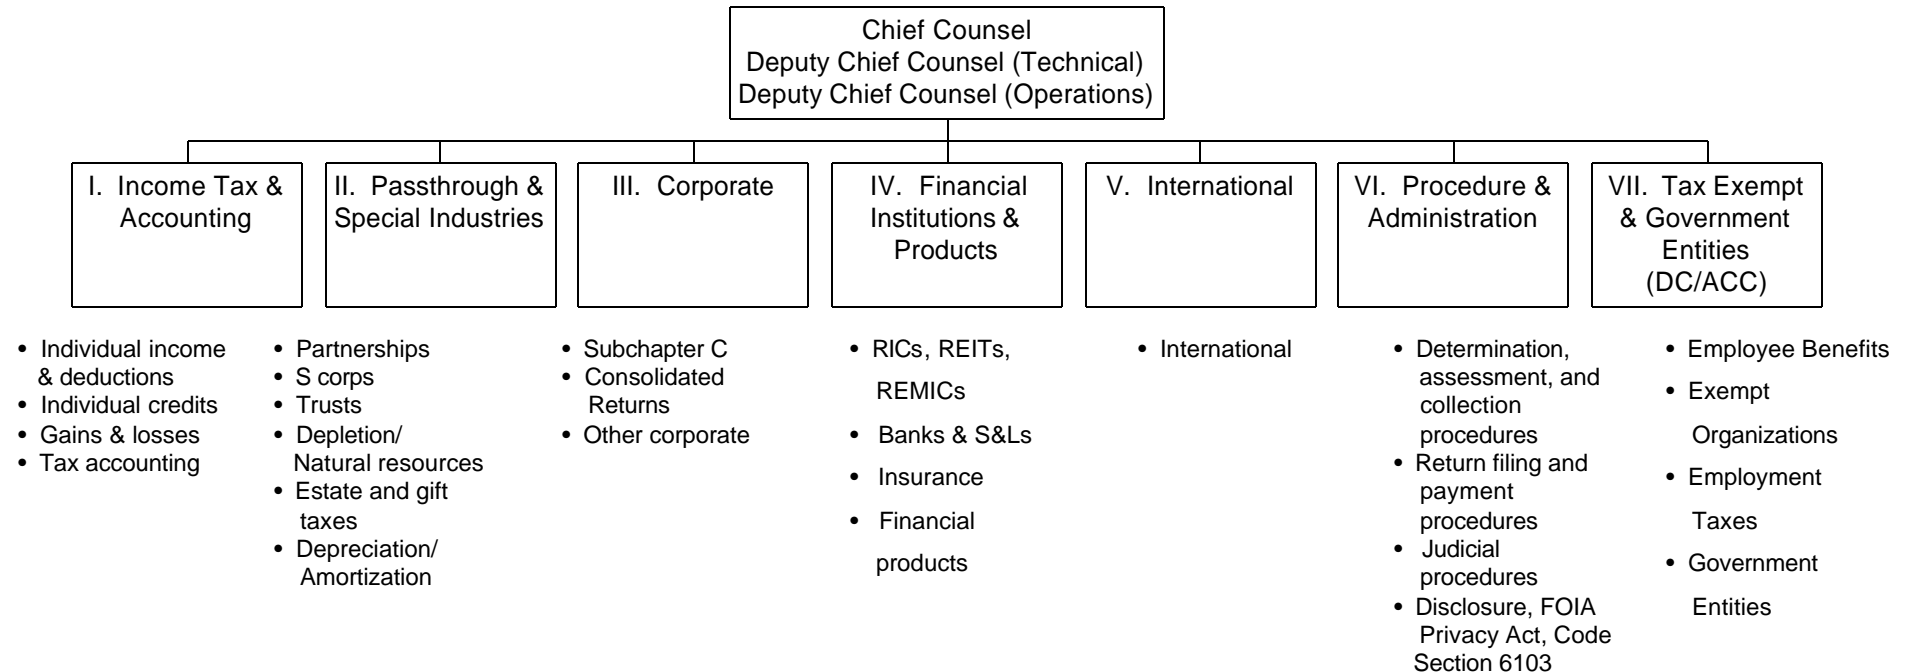 Chief Counsel
Deputy Chief Counsel (Technical)
Deputy Chief Counsel (Operations)
I. Income Tax &
Accounting
II. Passthrough &
Special Industries
III. Corporate
IV. Financial
Institutions &
Products
V. International
VI. Procedure &
Administration
VII. Tax Exempt
& Government
Entities
(DC/ACC)
• Individual income
& deductions
• Individual credits
• Gains & losses
• Tax accounting
• Partnerships
• S corps
• Trusts
• Depletion/
Natural resources
• Estate and gift
taxes
• Depreciation/
Amortization
• Subchapter C
• Consolidated
Returns
• Other corporate
• RICs, REITs,
REMICs
• Banks & S&Ls
• Insurance
• Financial
products
• International
• Determination,
assessment, and
collection
procedures
• Return filing and
payment
procedures
• Judicial
procedures
• Disclosure, FOIA
Privacy Act, Code
Section 6103
• Employee Benefits
• Exempt
Organizations
• Employment
Taxes
• Government
Entities